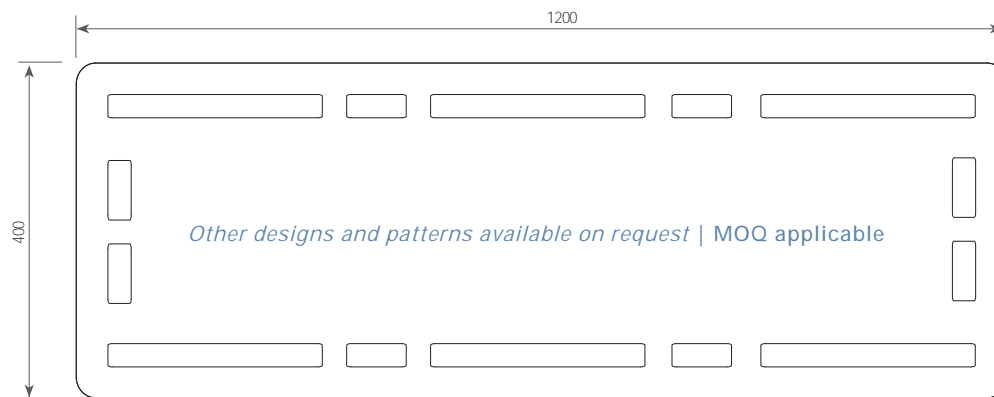 1200
400
Other designs and patterns available on request | MOQ applicable